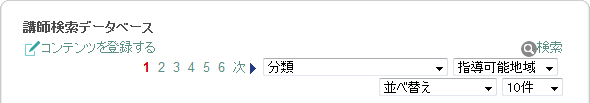 講師検索データベース
コンテンツを登録する 検索
1 2 3 4 5 6 次 分類 指導可能地域
並べ替え 10件